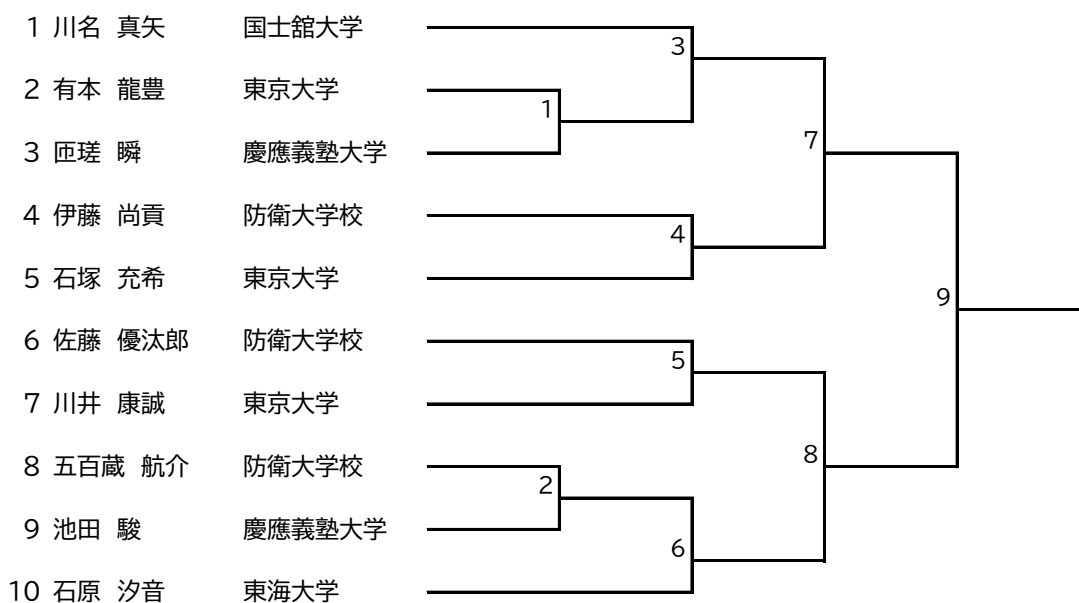 1 川名 真矢 国士舘大学
3
2 有本 龍豊 東京大学
1
7
3 匝瑳 瞬 慶應義塾大学
4 伊藤 尚貢 防衛大学校
4
5 石塚 充希 東京大学
9
6 佐藤 優汰郎 防衛大学校
5
7 川井 康誠 東京大学
8
8 五百蔵 航介 防衛大学校
2
9 池田 駿 慶應義塾大学
6
10 石原 汐音 東海大学